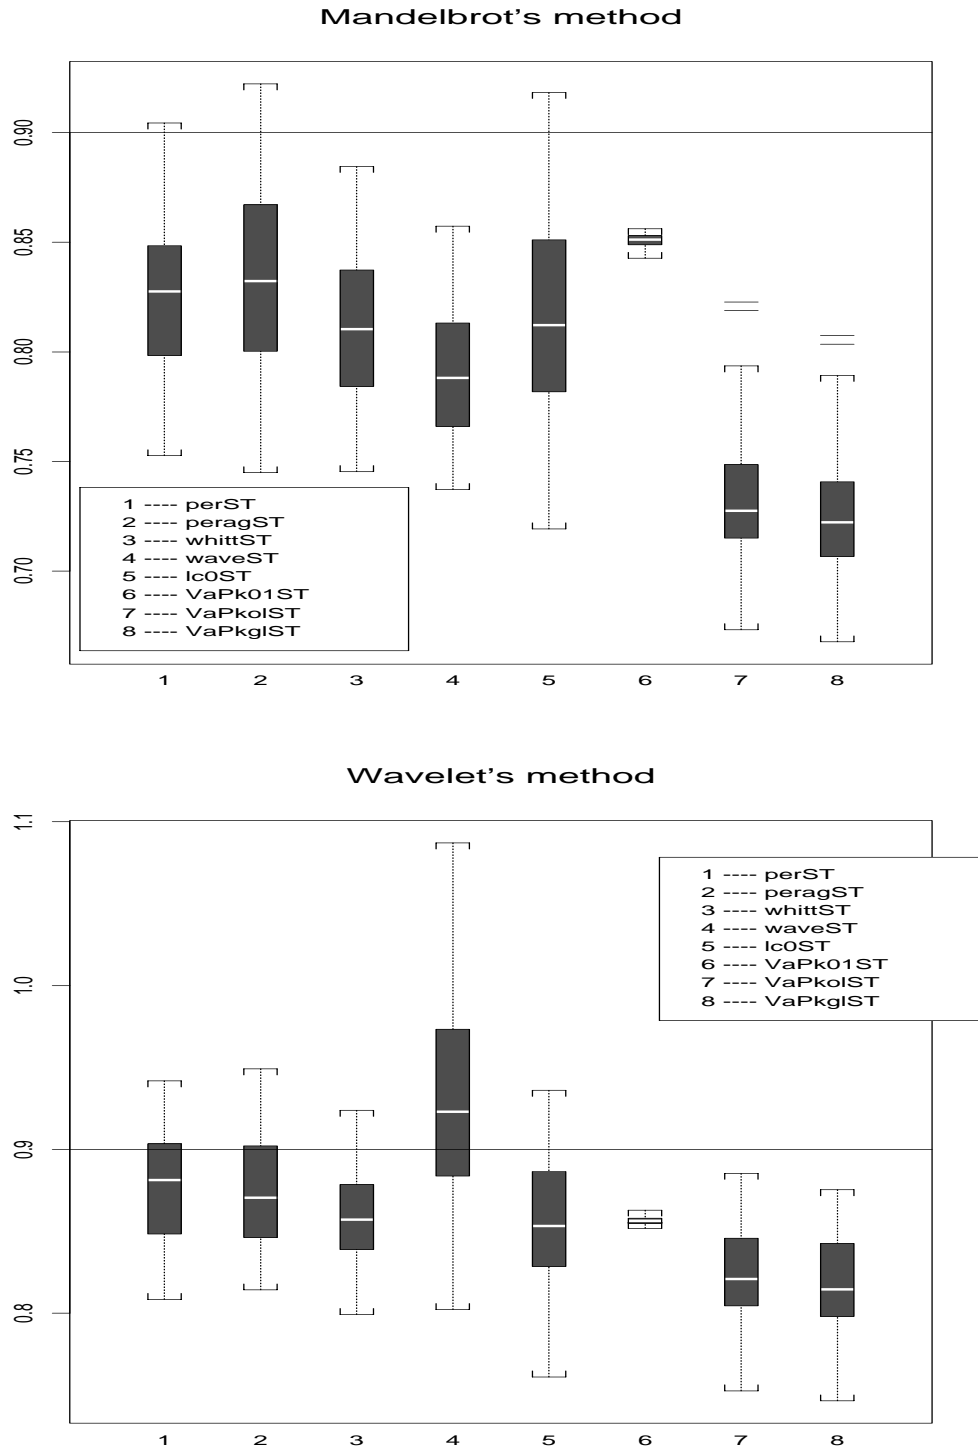 Mandelbrot's method
0.90
0.85
0.80
0.75
0.70
1 ---- perST
2 ---- peragST
3 ---- whittST
4 ---- waveST
5 ---- lc0ST
6 ---- VaPk01ST
7 ---- VaPkolST
8 ---- VaPkglST
1 2 3 4 5 6 7 8
Wavelet's method
1.1
1.0
0.9
0.8
1 ---- perST
2 ---- peragST
3 ---- whittST
4 ---- waveST
5 ---- lc0ST
6 ---- VaPk01ST
7 ---- VaPkolST
8 ---- VaPkglST
1 2 3 4 5 6 7 8